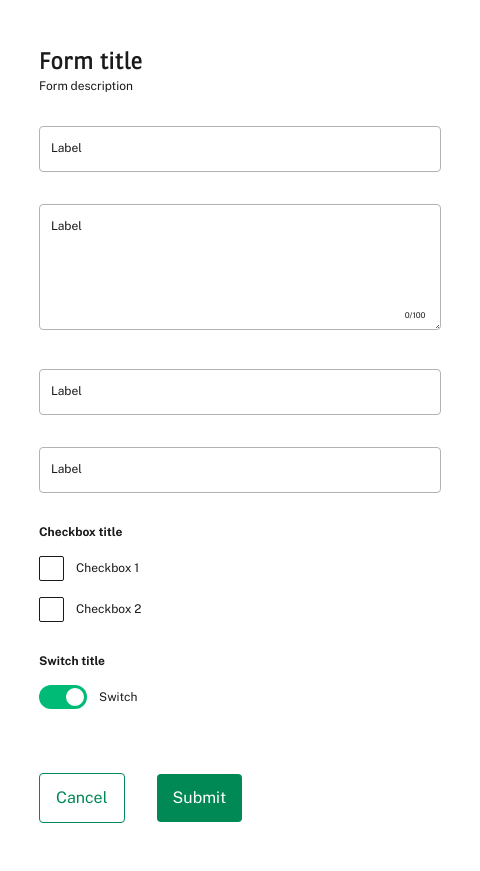 Form title
Form description
Label
Label
0/100
Label
Label
Checkbox title
Checkbox 1
Checkbox 2
Switch title
Switch
Cancel Submit